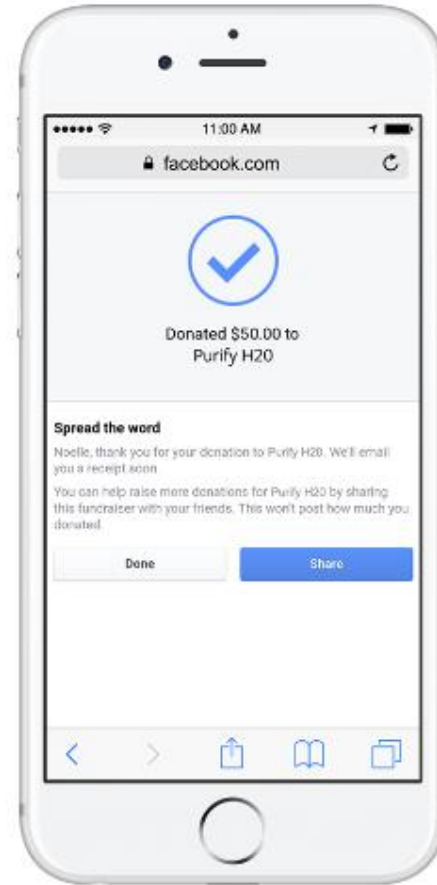 11:00 AM
facebook.com
Donated $50.00 to
Purify H20
Spread the word
Noelle, thank you for your donation to Purify H20. We'll email
you a receipt soon
You can help raise more donations for Purify H20 by sharing
this fundraiser with your friends. This won't post how much you
donated
Done
Share